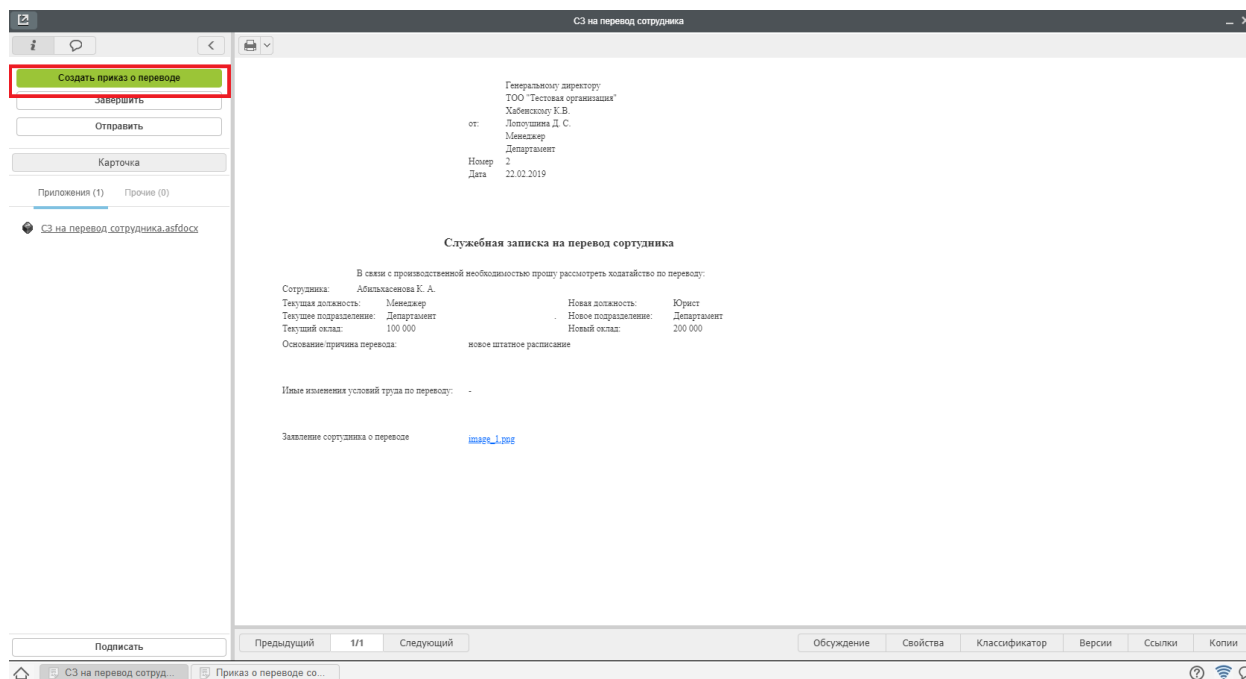 СЗ на перевод сотрудника
i
Создать приказ о переводе
Завершить
Отправить
Карточка
Приложения (1) Прочие (0)
СЗ на перевод сотрудника.asfdocx
Подписать
Генеральному директору
ТОО "Тестовая организация"
Хабенскому К.В.
от: Лопоушина Д. С.
Менеджер
Департамент
Номер 2
Дата 22.02.2019
Служебная записка на перевод сортудника
В связи с производственной необходимостью прошу рассмотреть ходатайство по переводу:
Сотрудника: Абильхасенова К. А.
Текущая должность: Менеджер Новая должность: Юрист
Текущее подразделение: Департамент . Новое подразделение: Департамент
Текущий оклад: 100 000 Новый оклад: 200 000
Основание/причина перевода: новое штатное расписание
Иные изменения условий труда по переводу: -
Заявление сортудника о переводе image_1.png
Предыдущий 1/1 Следующий Обсуждение Свойства Классификатор Версии Ссылки Копии
СЗ на перевод сотруд... Приказ о переводе со...